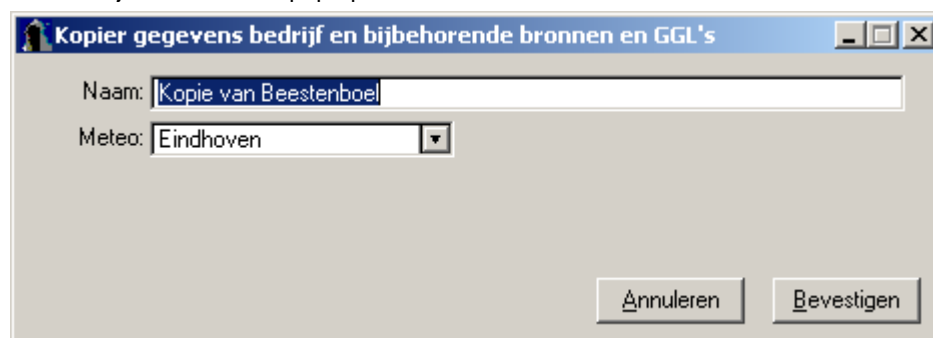 Kopier gegevens bedrijf en bijbehorende bronnen en GGL's
Naam: Kopie van Beestenboel
Meteo: Eindhoven
Annuleren Bevestigen